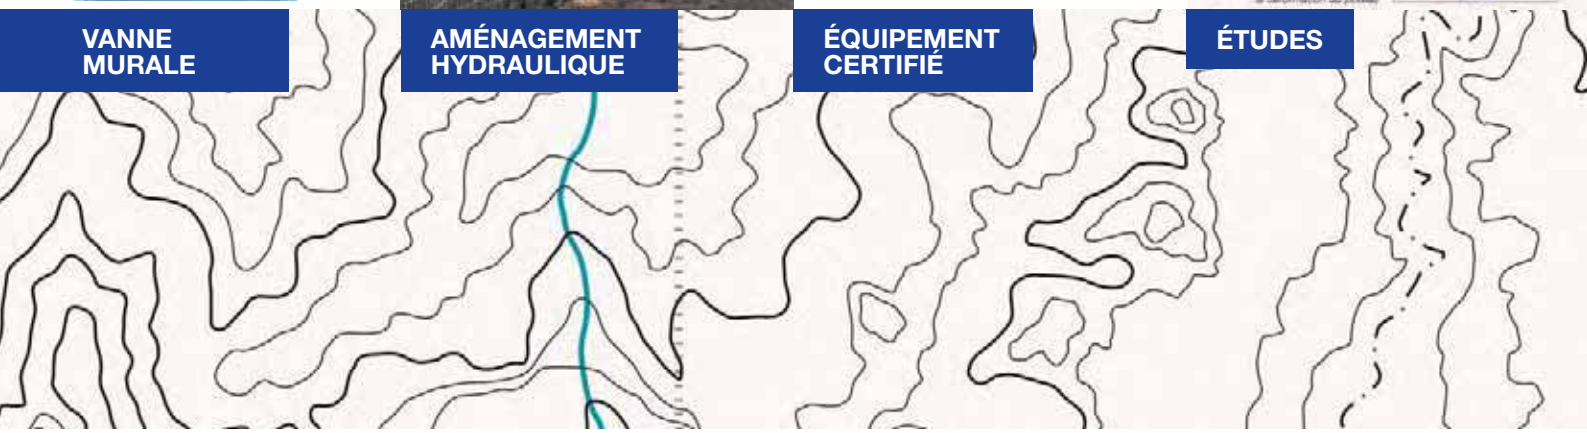 VANNE
MURALE
AMÉNAGEMENT
HYDRAULIQUE
ÉQUIPEMENT
CERTIFIÉ
ÉTUDES